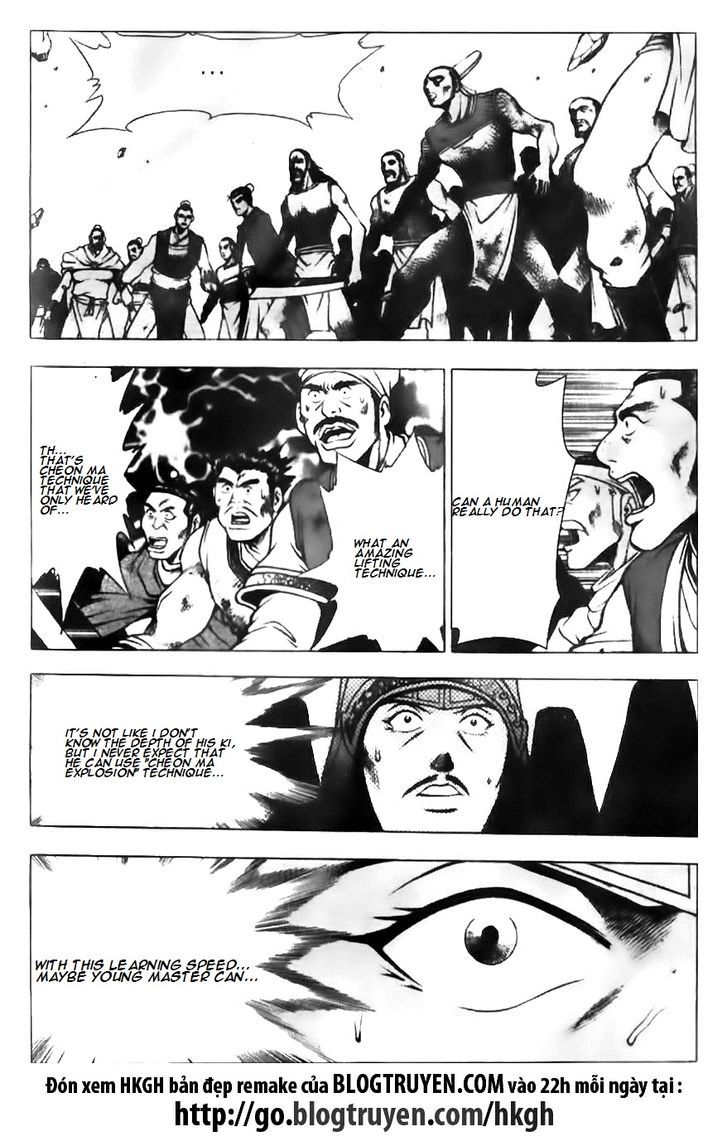 ...
TH...
THAT'S
CHEON MA
TECHNIQUE
THAT WE'VE
ONLY HEARD
OF...
WHAT AN
AMAZING
LIFTING
TECHNIQUE...
CAN A HUMAN
REALLY DO THAT?
IT'S NOT LIKE I DON'T
KNOW THE DEPTH OF HIS KI,
BUT I NEVER EXPECT THAT
HE CAN USE "CHEON MA
EXPLOSION" TECHNIQUE...
WITH THIS LEARNING SPEED...
MAYBE YOUNG MASTER CAN...
Đón xem HKGH bản đẹp remake của BLOGTRUYEN.COM vào 22h mỗi ngày tại :
http://go.blogtruyen.com/hkgh